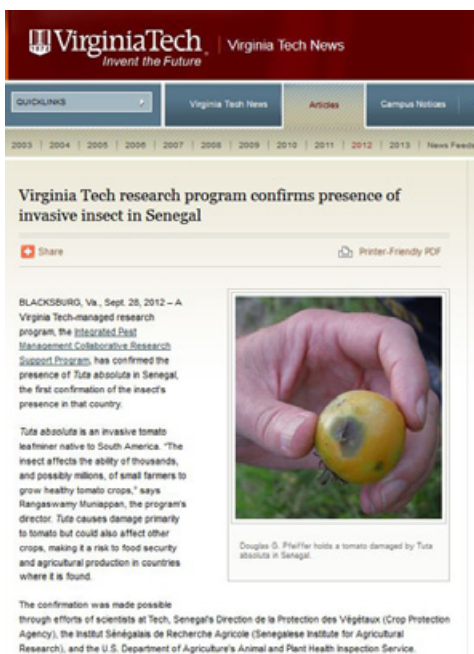 VirginiaTech
Invent the Future
Virginia Tech News
QUICKLINKS
Virginia Tech News
Articles
Campus Notices
2003 | 2004 | 2005 | 2006 | 2007 | 2008 | 2009 | 2010 | 2011 | 2012 | 2013 | News Feeds
Virginia Tech research program confirms presence of
invasive insect in Senegal
Share
Printer-Friendly PDF
BLACKSBURG, Va., Sept. 28, 2012 – A
Virginia Tech-managed research
program, the Integrated Pest
Management Collaborative Research
Support Program, has confirmed the
presence of Tuta absoluta in Senegal,
the first confirmation of the insect's
presence in that country.
Tuta absoluta is an invasive tomato
leafminer native to South America. "The
insect affects the ability of thousands,
and possibly millions, of small farmers to
grow healthy tomato crops," says
Rangaswamy Muniappan, the program's
director. Tuta causes damage primarily
to tomato but could also affect other
crops, making it a risk to food security
and agricultural production in countries
where it is found.
Douglas G. Pfeiffer holds a tomato damaged by Tuta
absoluta in Senegal.
The confirmation was made possible
through efforts of scientists at Tech, Senegal's Direction de la Protection des Végétaux (Crop Protection
Agency), the Institut Sénégalais de Recherche Agricole (Senegalese Institute for Agricultural
Research), and the U.S. Department of Agriculture's Animal and Plant Health Inspection Service.